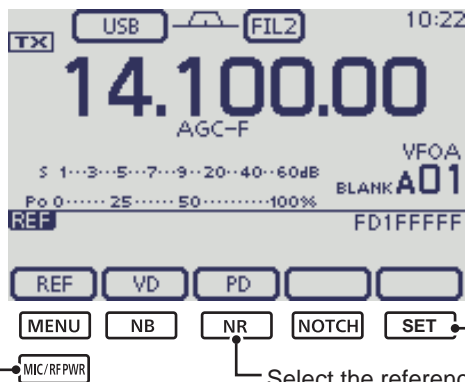 USB FIL2 10:22
TX
14.100.00
AGC-F
VFOA
S 1···3···5···7···9··20··40··60dB
BLANK A01
Po 0······ 25······ 50··········100%
REF FD1FFFFF
REF VD PD
MENU NB NR NOTCH SET
MIC/RF PWR
Select the referenc